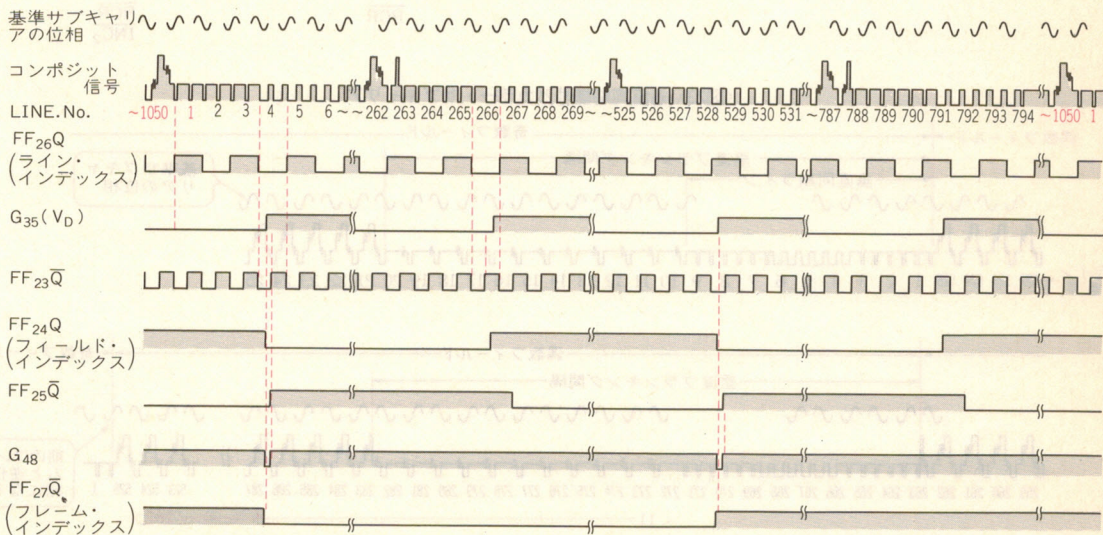 基準サブキャリ
アの位相
コンポジット
信号
LINE.No. ~1050 1 2 3 4 5 6~ ~262 263 264 265 266 267 268 269~ ~525 526 527 528 529 530 531 ~787 788 789 790 791 792 793 794 ~1050 1
FF26Q
(ライン・
インデックス)
G35(VD)
FF23Q̄
FF24Q
(フィールド・
インデックス)
FF25Q̄
G48
FF27Q̄
(フレーム・
インデックス)